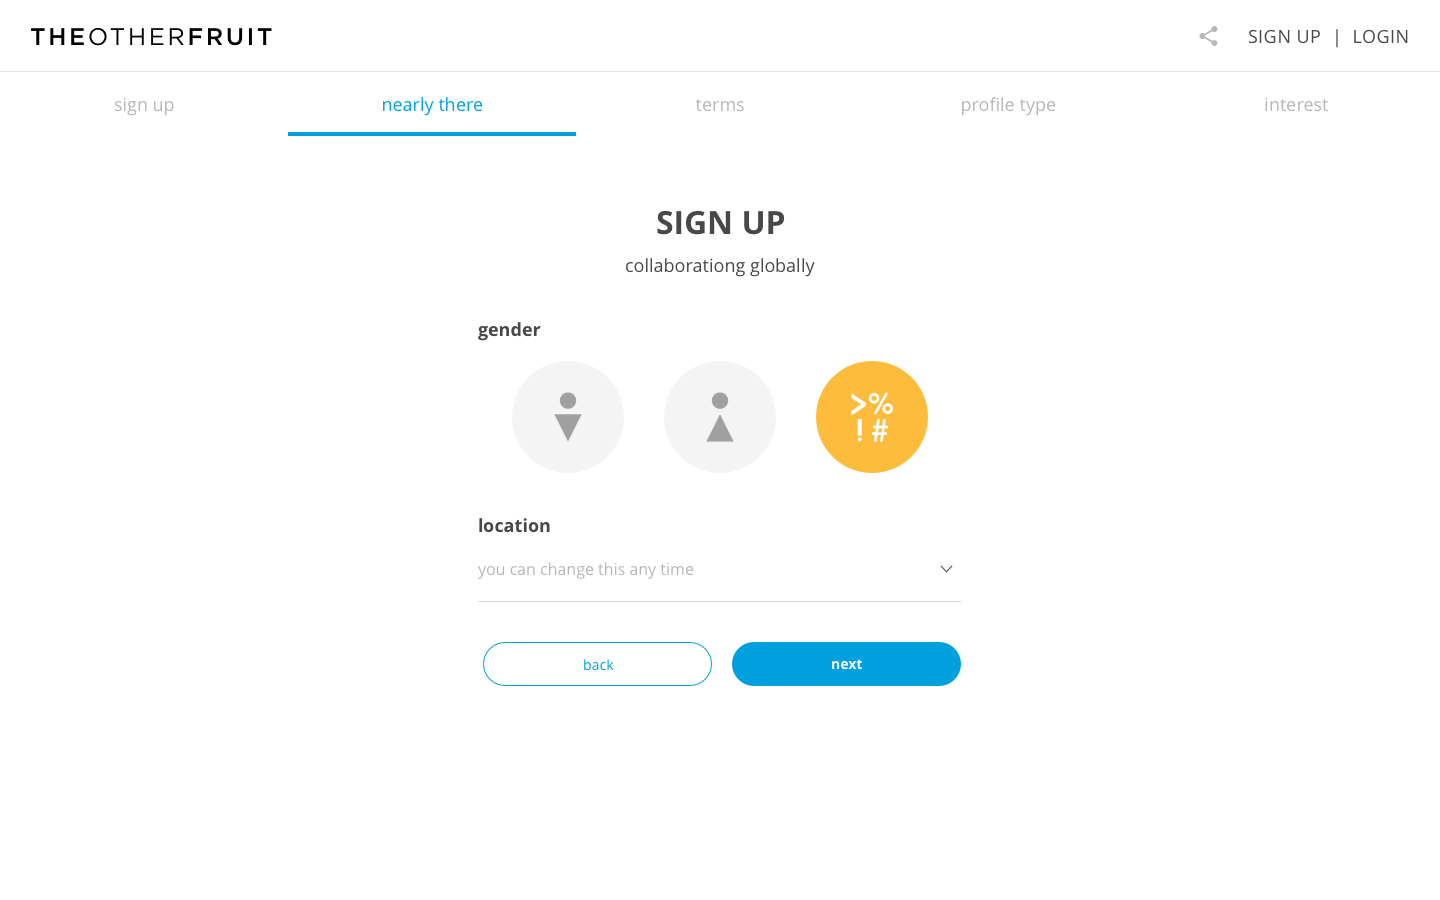 THEOTHERFRUIT
SIGN UP | LOGIN
sign up
nearly there
terms
profile type
interest
SIGN UP
collaborationg globally
gender
>%
!#
location
you can change this any time
back
next